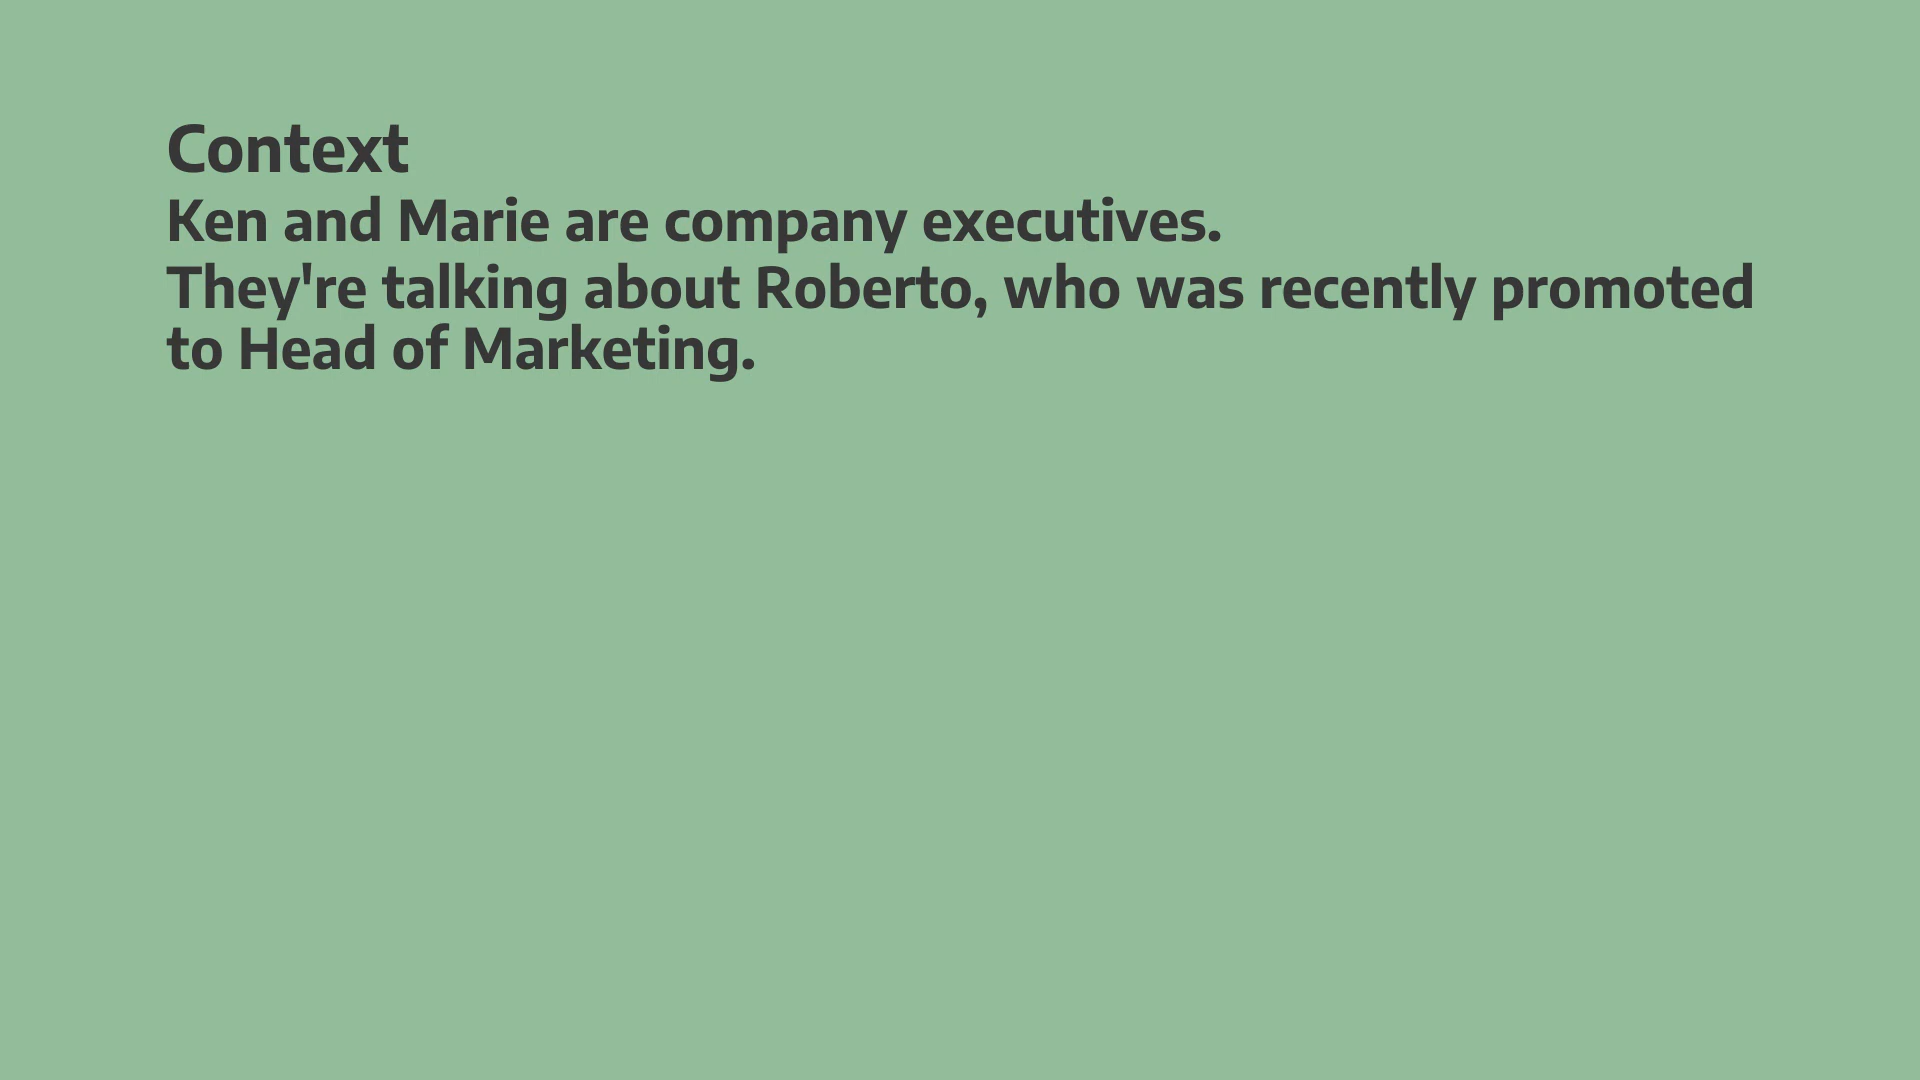 Context
Ken and Marie are company executives.
They're talking about Roberto, who was recently promoted
to Head of Marketing.